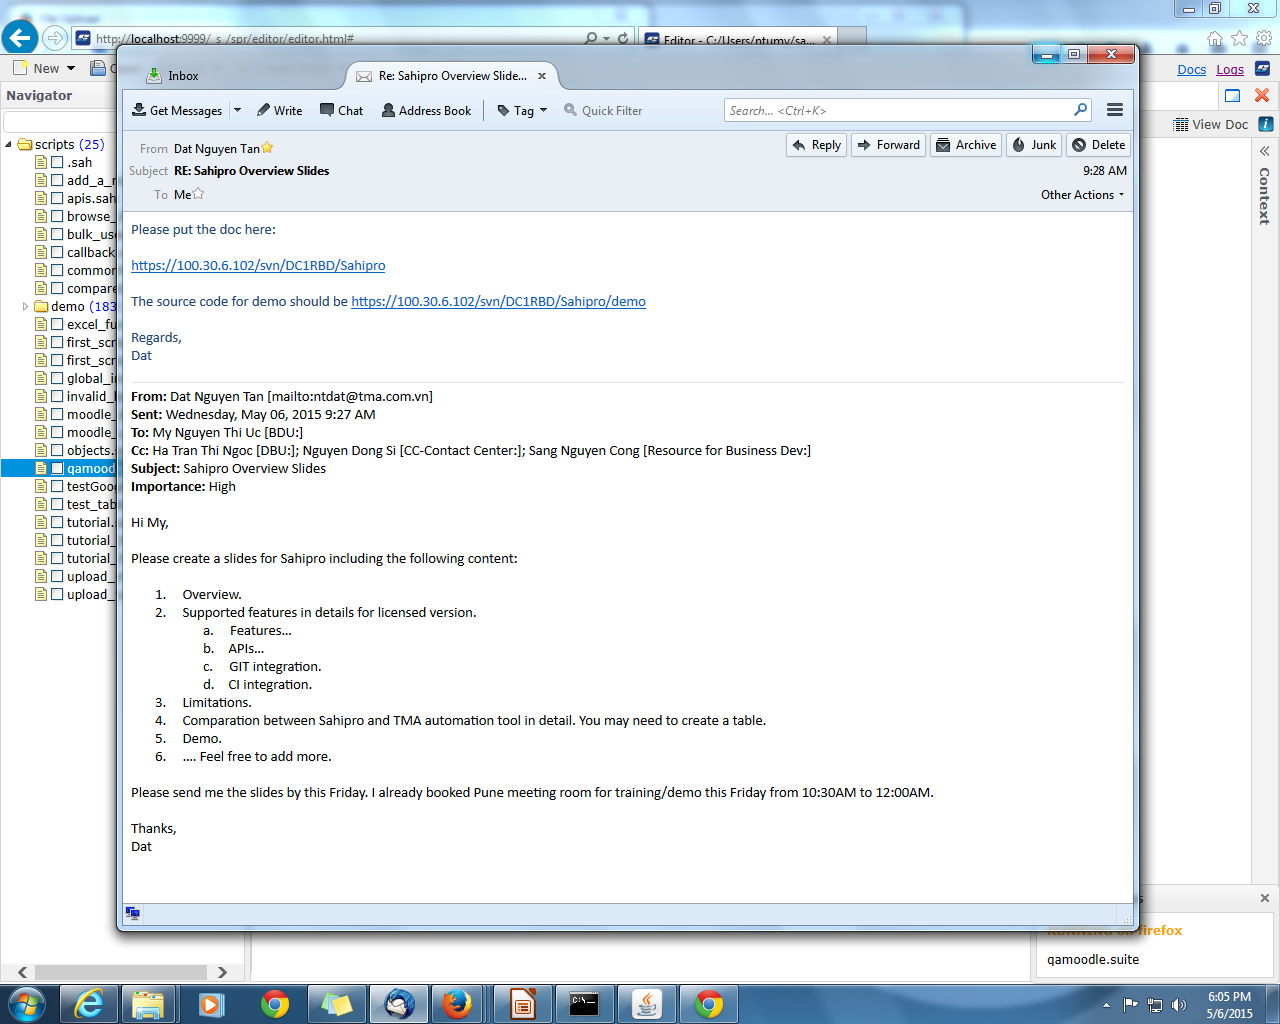 http://localhost:9999/_s_/spr/editor/editor.html#
Editor - C:/Users/ntumy/sa...
New
Docs
Logs
Navigator
View Doc
Context
scripts (25)
.sah
apis.sah
browse_
callback
common
compare
demo (183
excel_fu
first_scr
first_scr
global_in
moodle_
moodle_
objects.
qamood
testGoo
test_tab
tutorial.
tutorial_
tutorial_
upload_
upload_
Inbox
Re: Sahipro Overview Slide...
Get Messages
Write
Chat
Address Book
Tag
Quick Filter
Search... <Ctrl+K>
From Dat Nguyen Tan
Reply
Forward
Archive
Junk
Delete
Subject RE: Sahipro Overview Slides
9:28 AM
To Me
Other Actions
Please put the doc here:
https://100.30.6.102/svn/DC1RBD/Sahipro
The source code for demo should be https://100.30.6.102/svn/DC1RBD/Sahipro/demo
Regards,
Dat
From: Dat Nguyen Tan [mailto:ntdat@tma.com.vn]
Sent: Wednesday, May 06, 2015 9:27 AM
To: My Nguyen Thi Uc [BDU:]
Cc: Ha Tran Thi Ngoc [DBU:]; Nguyen Dong Si [CC-Contact Center:]; Sang Nguyen Cong [Resource for Business Dev:]
Subject: Sahipro Overview Slides
Importance: High
Hi My,
Please create a slides for Sahipro including the following content:
1. Overview.
2. Supported features in details for licensed version.
a. Features...
b. APIs...
c. GIT integration.
d. CI integration.
3. Limitations.
4. Comparation between Sahipro and TMA automation tool in detail. You may need to create a table.
5. Demo.
6. .... Feel free to add more.
Please send me the slides by this Friday. I already booked Pune meeting room for training/demo this Friday from 10:30AM to 12:00AM.
Thanks,
Dat
RUNNING on firefox
qamoodle.suite
6:05 PM
5/6/2015